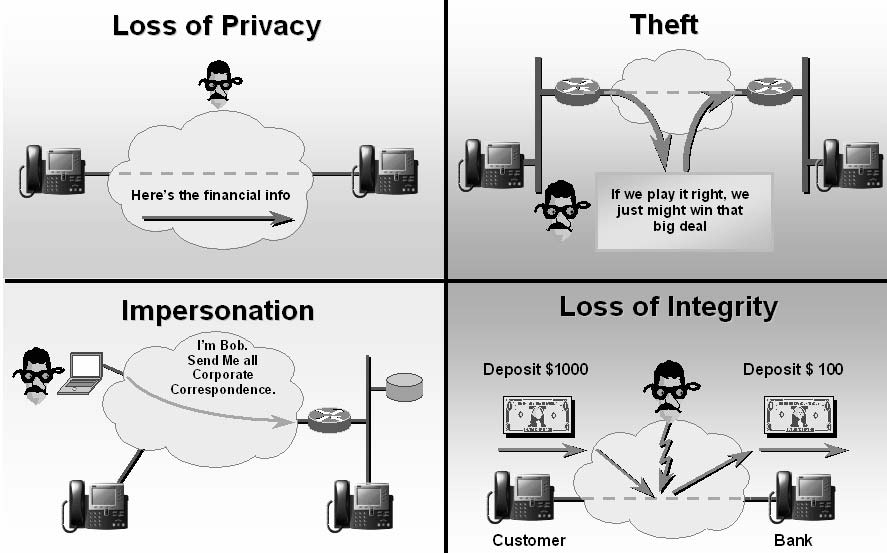 Loss of Privacy
Here's the financial info
Theft
If we play it right, we
just might win that
big deal
Impersonation
I'm Bob.
Send Me all
Corporate
Correspondence.
Loss of Integrity
Deposit $1000
Deposit $ 100
Customer
Bank